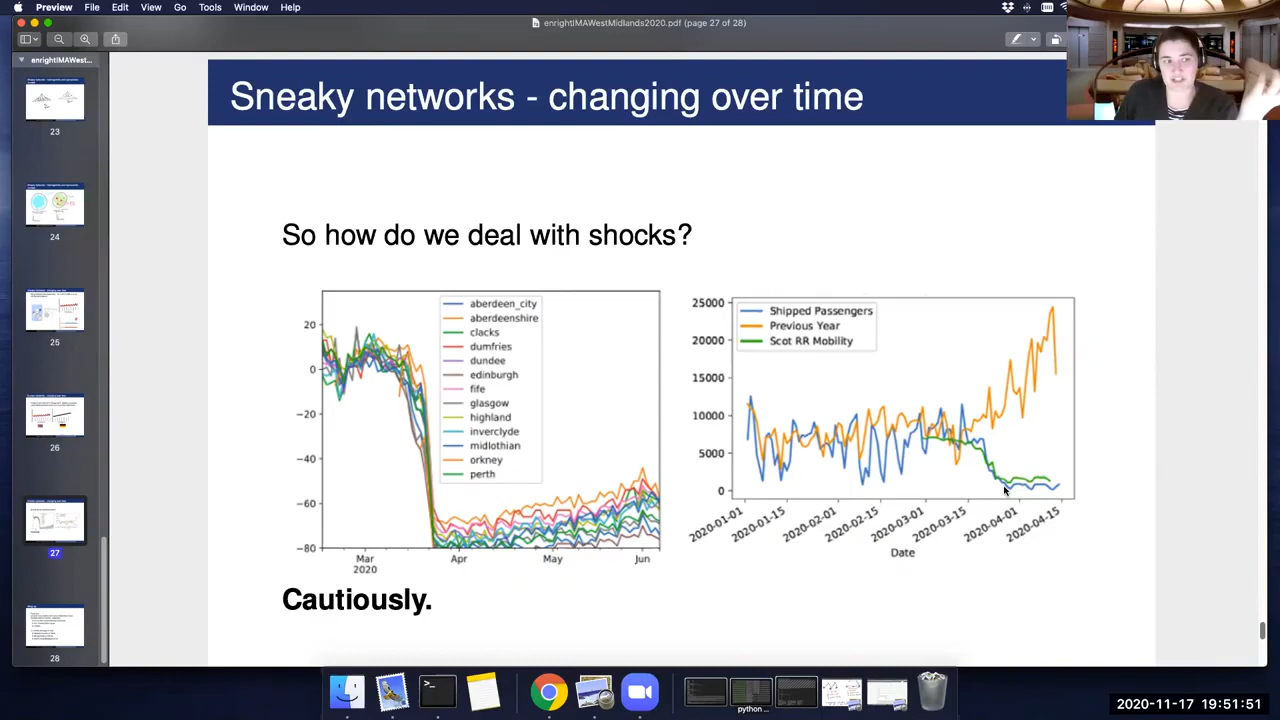 Preview File Edit View Go Tools Window Help
enrightIMAWestMidlands2020.pdf (page 27 of 28)
enrightIMAWest...
23
24
25
26
27
28
Sneaky networks - changing over time
So how do we deal with shocks?
20
0
−20
−40
−60
−80
aberdeen_city
aberdeenshire
clacks
dumfries
dundee
edinburgh
fife
glasgow
highland
inverclyde
midlothian
orkney
perth
Mar Apr May Jun
2020
25000
20000
15000
10000
5000
0
Shipped Passengers
Previous Year
Scot RR Mobility
2020-01-01 2020-01-15 2020-02-01 2020-02-15 2020-03-01 2020-03-15 2020-04-01 2020-04-15
Date
Cautiously.
python ...
2020-11-17 19:51:51